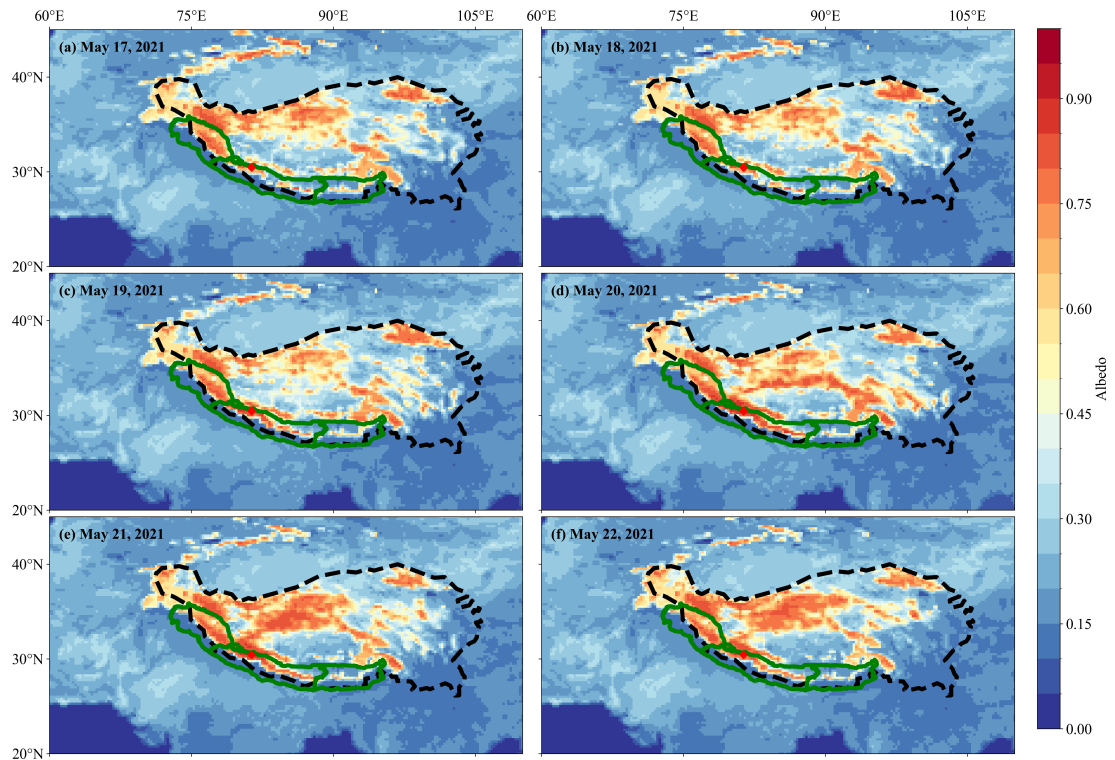 60°E 75°E 90°E 105°E 60°E 75°E 90°E 105°E
(a) May 17, 2021 (b) May 18, 2021
40°N
30°N
20°N
(c) May 19, 2021 (d) May 20, 2021
40°N
30°N
20°N
(e) May 21, 2021 (f) May 22, 2021
40°N
30°N
20°N
0.90
0.75
0.60
0.45
0.30
0.15
0.00
Albedo